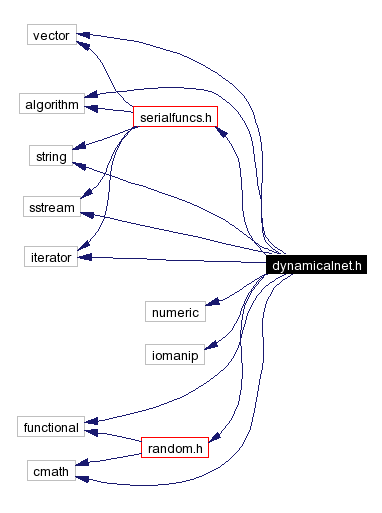 vector
algorithm
serialfuncs.h
string
sstream
iterator
dynamicalnet.h
numeric
iomanip
functional
random.h
cmath